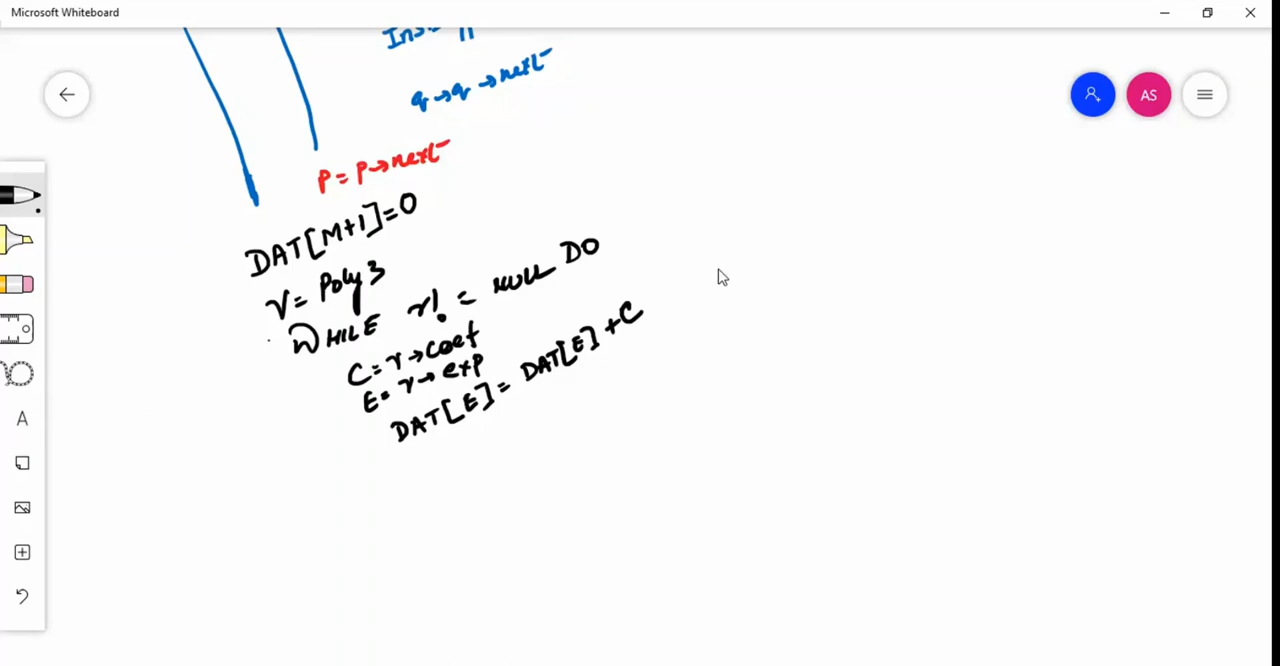 Microsoft Whiteboard
q→q→next
P = P→next
AS
DAT[M+1]=0
r= Poly3
WHILE r! = NULL DO
C=r→coef
E=r→exp
DAT[E]= DAT[E]+C
A